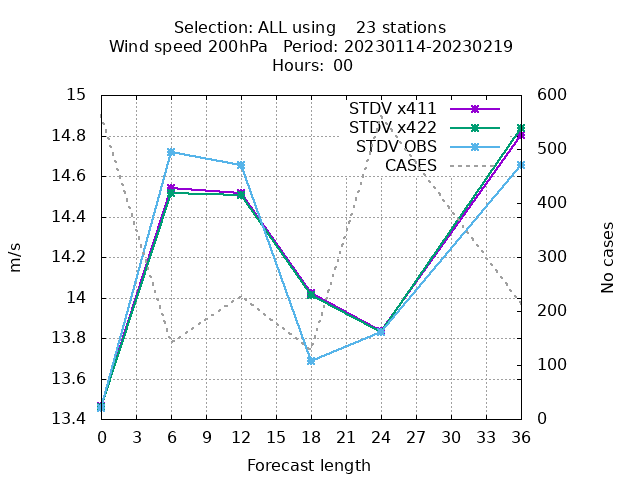 Selection: ALL using    23 stations
Wind speed 200hPa   Period: 20230114-20230219
Hours:  00
STDV x411
STDV x422
STDV OBS
CASES
15
14.8
14.6
14.4
14.2
14
13.8
13.6
13.4
m/s
600
500
400
300
200
100
0
No cases
0 3 6 9 12 15 18 21 24 27 30 33 36
Forecast length